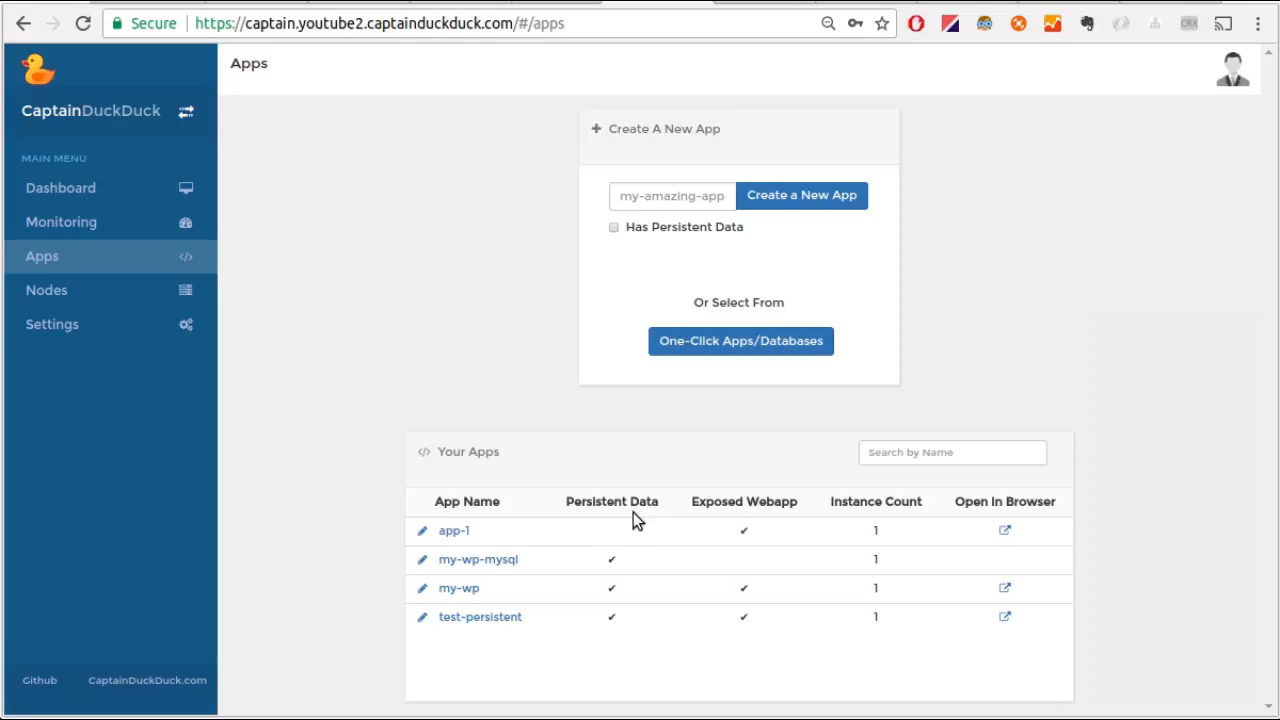 Secure https://captain.youtube2.captainduckduck.com/#/apps
CaptainDuckDuck
MAIN MENU
Dashboard
Monitoring
Apps
Nodes
Settings
Github CaptainDuckDuck.com
Apps
Create A New App
my-amazing-app Create a New App
Has Persistent Data
Or Select From
One-Click Apps/Databases
Your Apps Search by Name
App Name Persistent Data Exposed Webapp Instance Count Open In Browser
app-1 ✔ 1
my-wp-mysql ✔ 1
my-wp ✔ ✔ 1
test-persistent ✔ ✔ 1